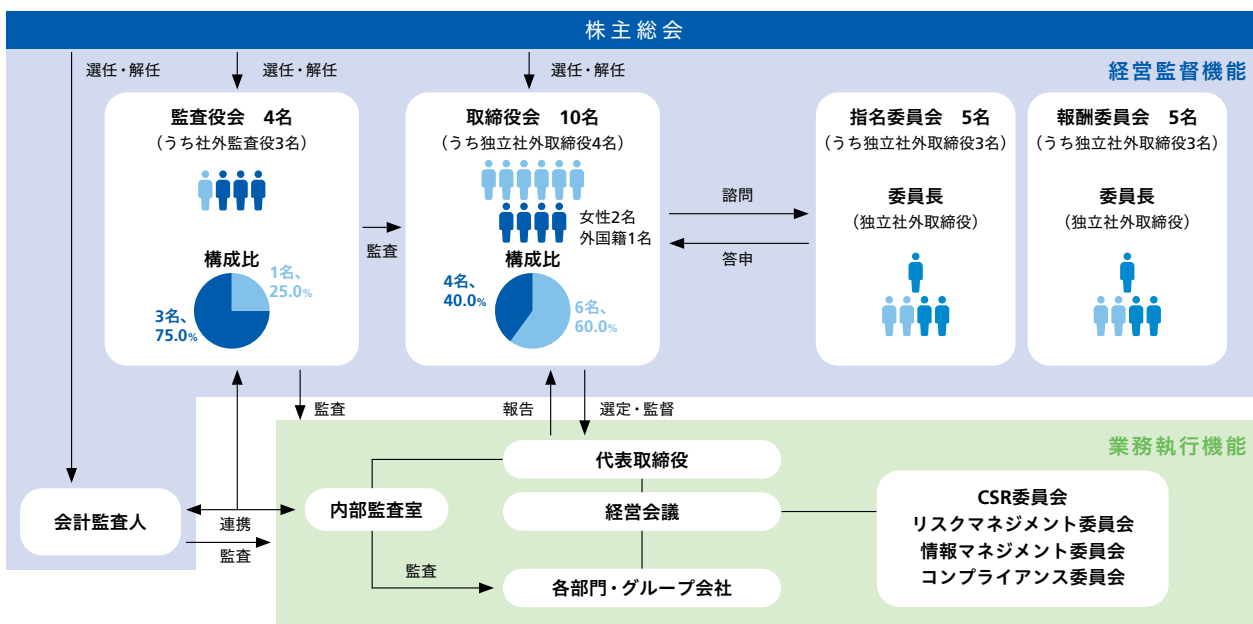 株主総会
経営監督機能
選任・解任
選任・解任
選任・解任
監査役会 4名
（うち社外監査役3名）
構成比
1名、
25.0%
3名、
75.0%
監査
取締役会 10名
（うち独立社外取締役4名）
女性2名
外国籍1名
構成比
4名、
40.0%
6名、
60.0%
諮問
答申
指名委員会 5名
（うち独立社外取締役3名）
委員長
（独立社外取締役）
報酬委員会 5名
（うち独立社外取締役3名）
委員長
（独立社外取締役）
監査
報告
選定・監督
業務執行機能
代表取締役
会計監査人
連携
監査
内部監査室
経営会議
監査
各部門・グループ会社
CSR委員会
リスクマネジメント委員会
情報マネジメント委員会
コンプライアンス委員会